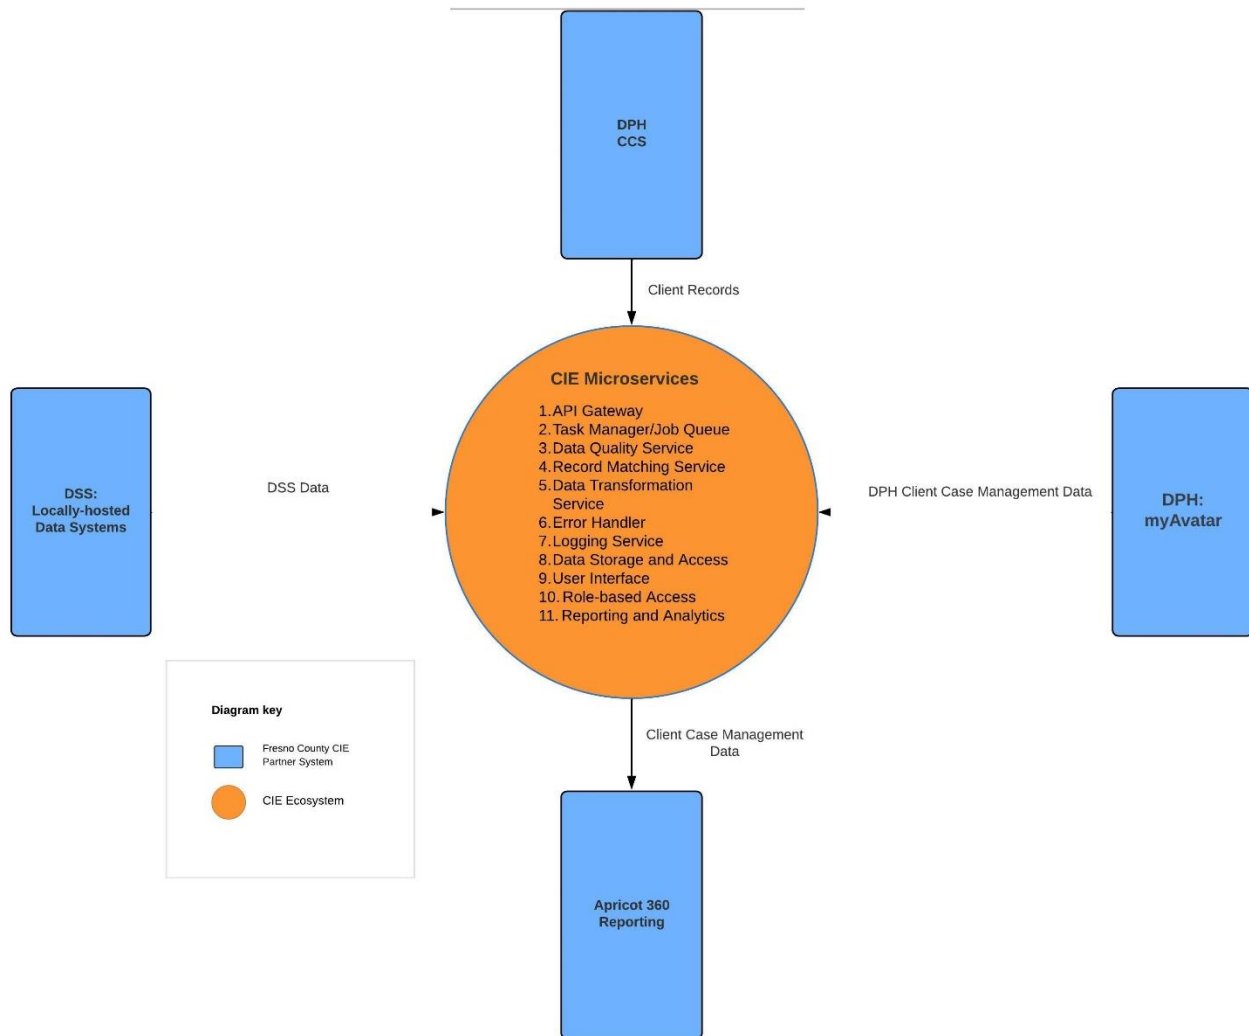 DPH
CCS
Client Records
CIE Microservices
1. API Gateway
2. Task Manager/Job Queue
3. Data Quality Service
4. Record Matching Service
5. Data Transformation
Service
6. Error Handler
7. Logging Service
8. Data Storage and Access
9. User Interface
10. Role-based Access
11. Reporting and Analytics
DSS:
Locally-hosted
Data Systems
DSS Data
DPH Client Case Management Data
DPH:
myAvatar
Client Case Management
Data
Diagram key
Fresno County CIE
Partner System
CIE Ecosystem
Apricot 360
Reporting